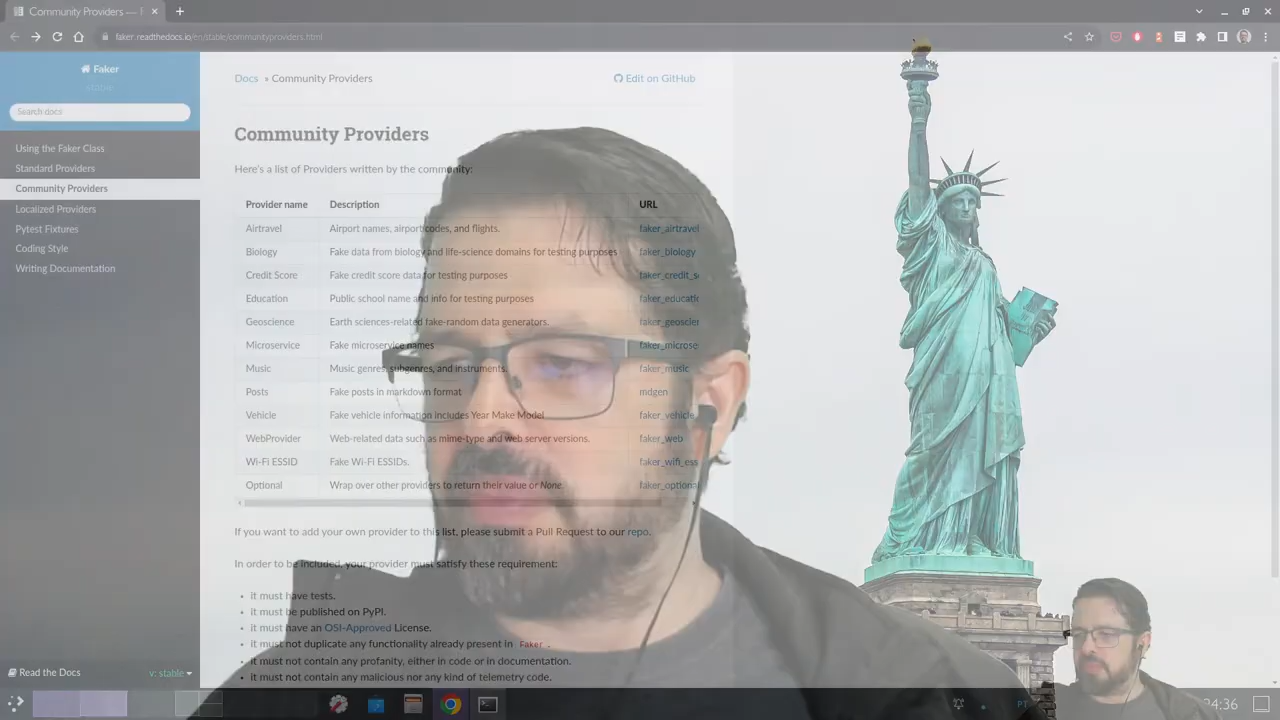 Community Providers —
faker.readthedocs.io/en/stable/communityproviders.html
Faker
stable
Search docs
Using the Faker Class
Standard Providers
Community Providers
Localized Providers
Pytest Fixtures
Coding Style
Writing Documentation
Read the Docs
v: stable
Docs » Community Providers
Edit on GitHub
Community Providers
Here's a list of Providers written by the community:
Provider name Description URL
Airtravel Airport names, airport codes, and flights. faker_airtravel
Biology Fake data from biology and life-science domains for testing purposes faker_biology
Credit Score Fake credit score data for testing purposes faker_credit_s
Education Public school name and info for testing purposes faker_educatic
Geoscience Earth sciences-related fake-random data generators. faker_geoscier
Microservice Fake microservice names faker_microse
Music Music genres, subgenres, and instruments. faker_music
Posts Fake posts in markdown format mdgen
Vehicle Fake vehicle information includes Year Make Model faker_vehicle
WebProvider Web-related data such as mime-type and web server versions. faker_web
Wi-Fi ESSID Fake Wi-Fi ESSIDs. faker_wifi_ess
Optional Wrap over other providers to return their value or None. faker_optional
If you want to add your own provider to this list, please submit a Pull Request to our repo.
In order to be included, your provider must satisfy these requirement:
it must have tests.
it must be published on PyPI.
it must have an OSI-Approved License.
it must not duplicate any functionality already present in Faker .
it must not contain any profanity, either in code or in documentation.
it must not contain any malicious nor any kind of telemetry code.
PT
24:36